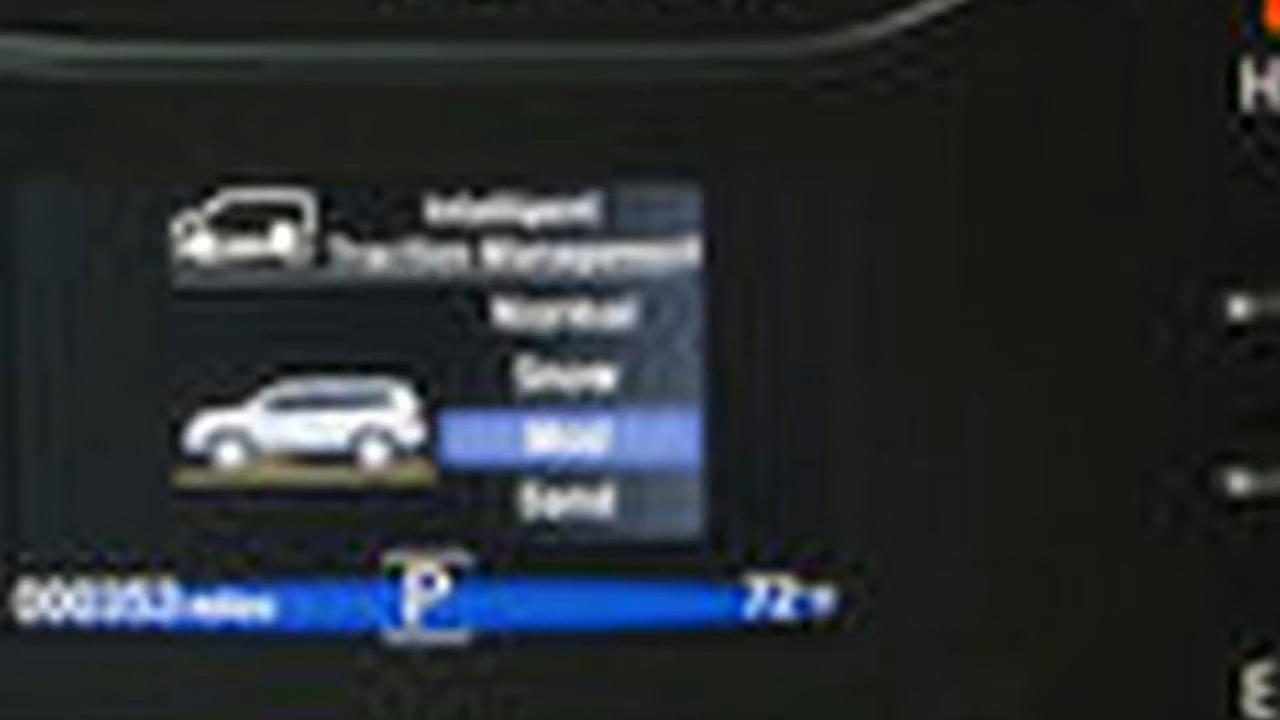 H
Intelligent
Traction Management
Normal
Snow
Mud
Sand
miles P 72°F
E